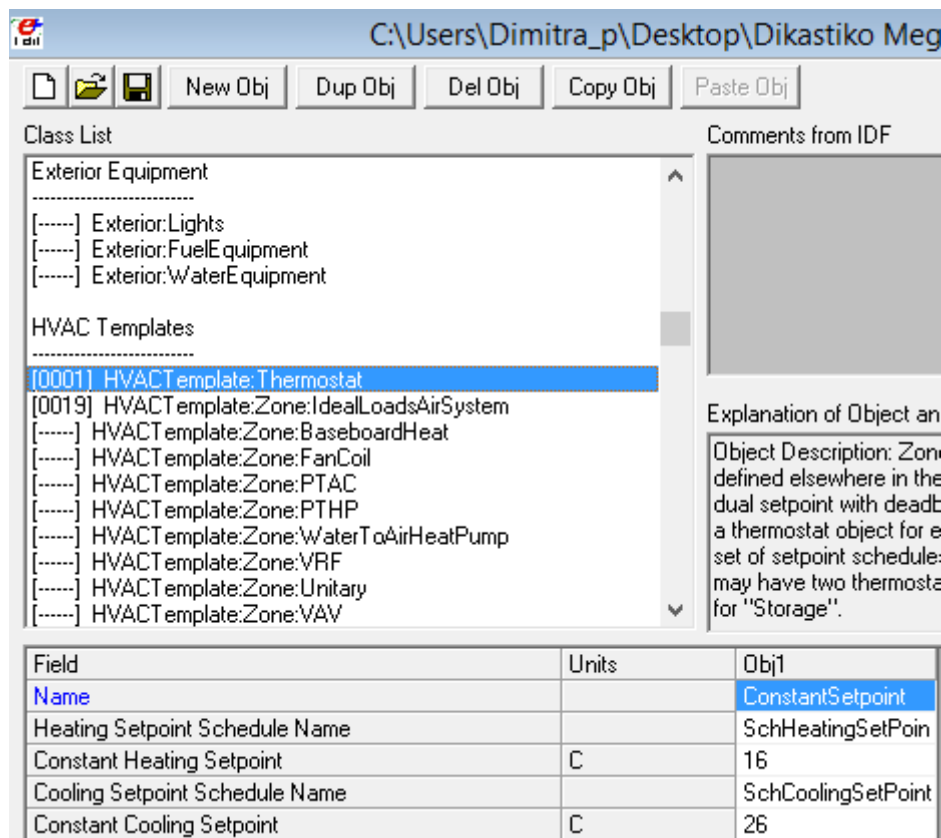 C:\Users\Dimitra_p\Desktop\Dikastiko Meg
New Obj Dup Obj Del Obj Copy Obj Paste Obj
Class List
Comments from IDF
Exterior Equipment
---------------------------
[------] Exterior:Lights
[------] Exterior:FuelEquipment
[------] Exterior:WaterEquipment
HVAC Templates
---------------------------
[0001] HVACTemplate:Thermostat
[0019] HVACTemplate:Zone:IdealLoadsAirSystem
[------] HVACTemplate:Zone:BaseboardHeat
[------] HVACTemplate:Zone:FanCoil
[------] HVACTemplate:Zone:PTAC
[------] HVACTemplate:Zone:PTHP
[------] HVACTemplate:Zone:WaterToAirHeatPump
[------] HVACTemplate:Zone:VRF
[------] HVACTemplate:Zone:Unitary
[------] HVACTemplate:Zone:VAV
Explanation of Object an
Object Description: Zone
defined elsewhere in the
dual setpoint with deadb
a thermostat object for e
set of setpoint schedules
may have two thermosta
for "Storage".
Field Units Obj1
Name ConstantSetpoint
Heating Setpoint Schedule Name SchHeatingSetPoin
Constant Heating Setpoint C 16
Cooling Setpoint Schedule Name SchCoolingSetPoint
Constant Cooling Setpoint C 26